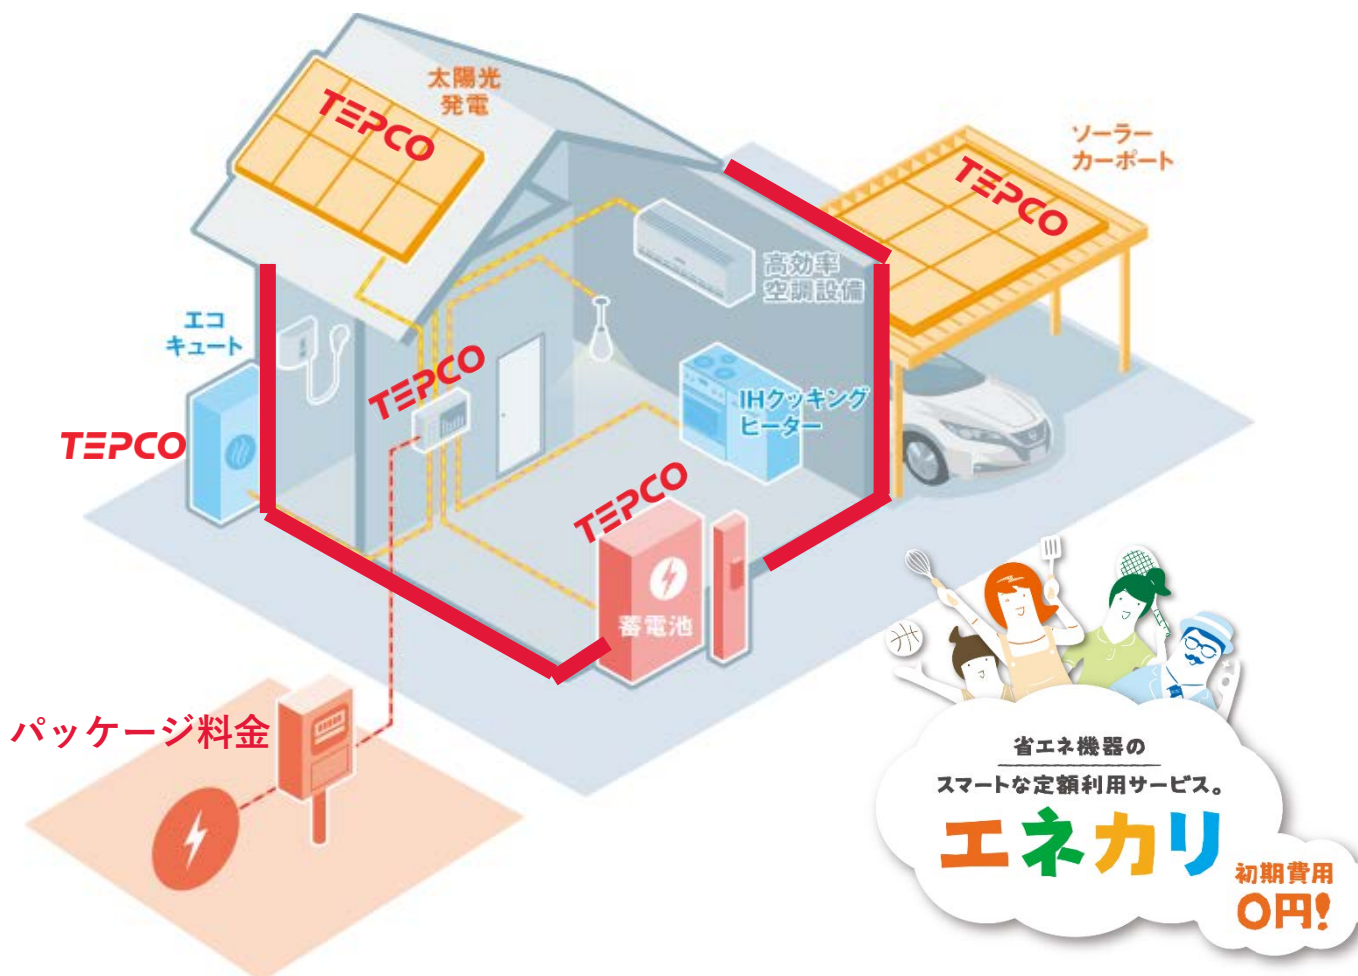 太陽光
発電
TEPCO
ソーラー
カーポート
TEPCO
高効率
空調設備
エコ
キュート
TEPCO
IHクッキング
ヒーター
TEPCO
TEPCO
蓄電池
パッケージ料金
省エネ機器の
スマートな定額利用サービス。
エネカリ
初期費用
0円!